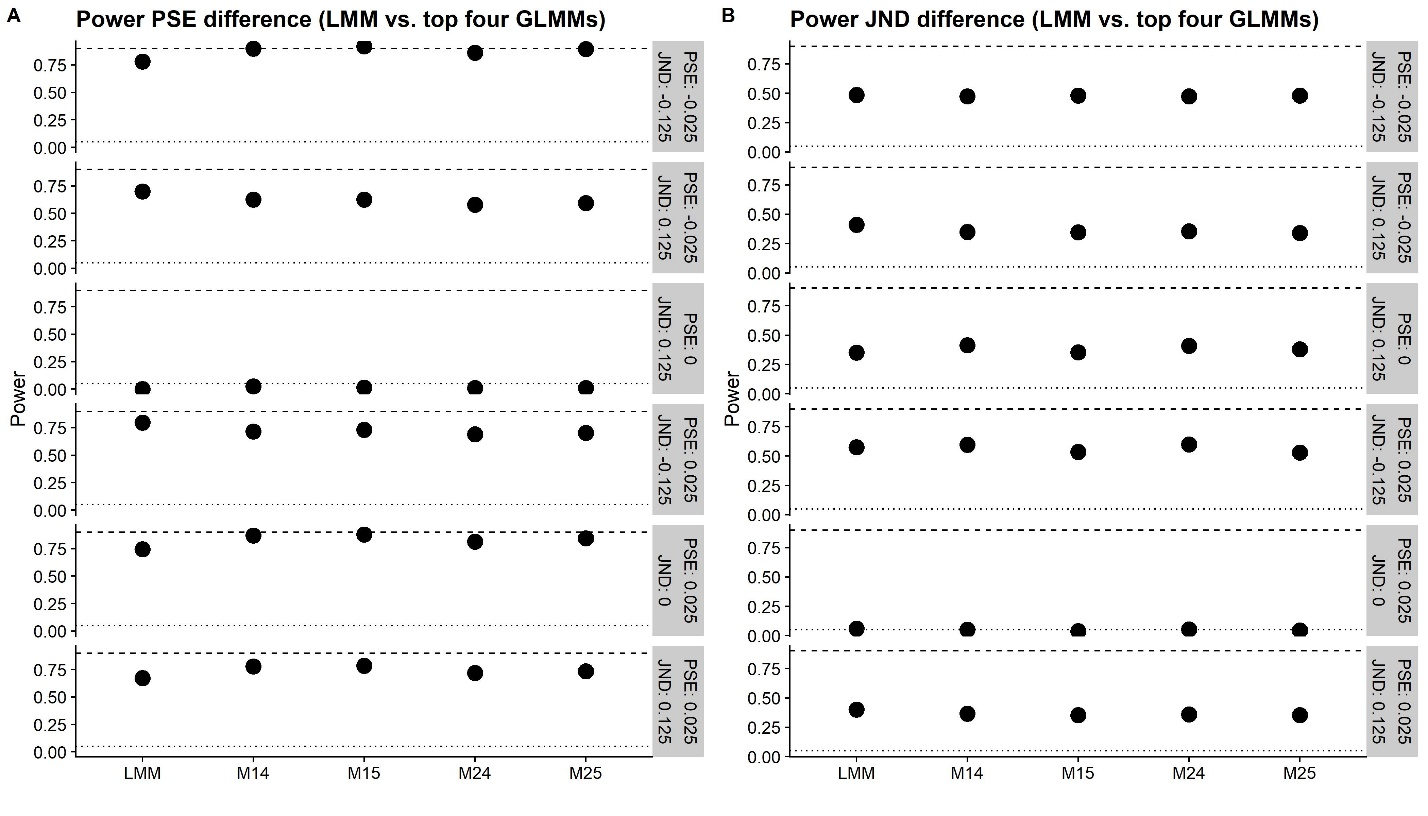 A
Power PSE difference (LMM vs. top four GLMMs)
Power
0.75
0.50
0.25
0.00
PSE: -0.025
JND: -0.125
0.75
0.50
0.25
0.00
PSE: -0.025
JND: 0.125
0.75
0.50
0.25
0.00
PSE: 0
JND: 0.125
0.75
0.50
0.25
0.00
PSE: 0.025
JND: -0.125
0.75
0.50
0.25
0.00
PSE: 0.025
JND: 0
0.75
0.50
0.25
0.00
PSE: 0.025
JND: 0.125
LMM M14 M15 M24 M25
B
Power JND difference (LMM vs. top four GLMMs)
Power
0.75
0.50
0.25
0.00
PSE: -0.025
JND: -0.125
0.75
0.50
0.25
0.00
PSE: -0.025
JND: 0.125
0.75
0.50
0.25
0.00
PSE: 0
JND: 0.125
0.75
0.50
0.25
0.00
PSE: 0.025
JND: -0.125
0.75
0.50
0.25
0.00
PSE: 0.025
JND: 0
0.75
0.50
0.25
0.00
PSE: 0.025
JND: 0.125
LMM M14 M15 M24 M25